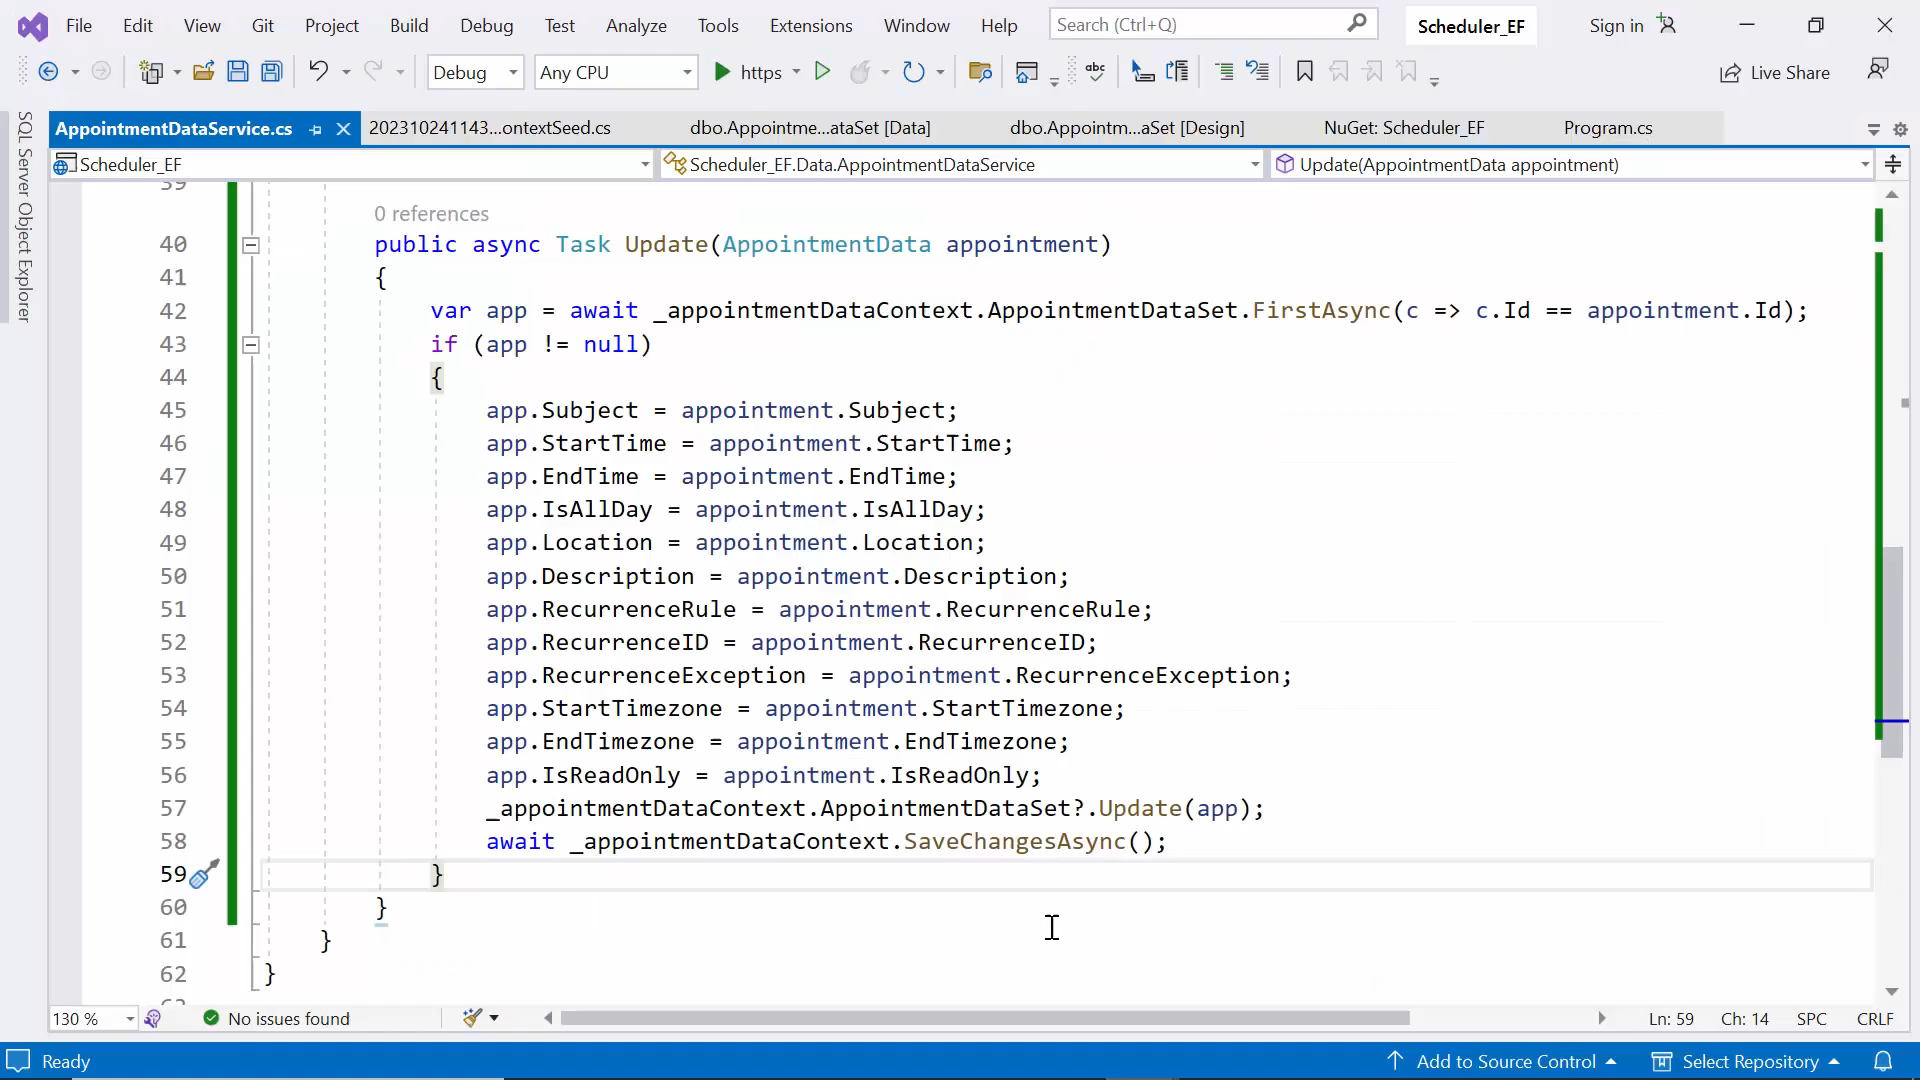 File Edit View Git Project Build Debug Test Analyze Tools Extensions Window Help Search (Ctrl+Q) Scheduler_EF Sign in
Debug Any CPU https Live Share
SQL Server Object Explorer
AppointmentDataService.cs 202310241143...ontextSeed.cs dbo.Appointme...ataSet [Data] dbo.Appointm...aSet [Design] NuGet: Scheduler_EF Program.cs
Scheduler_EF Scheduler_EF.Data.AppointmentDataService Update(AppointmentData appointment)
39
0 references
40 public async Task Update(AppointmentData appointment)
41 {
42 var app = await _appointmentDataContext.AppointmentDataSet.FirstAsync(c => c.Id == appointment.Id);
43 if (app != null)
44 {
45 app.Subject = appointment.Subject;
46 app.StartTime = appointment.StartTime;
47 app.EndTime = appointment.EndTime;
48 app.IsAllDay = appointment.IsAllDay;
49 app.Location = appointment.Location;
50 app.Description = appointment.Description;
51 app.RecurrenceRule = appointment.RecurrenceRule;
52 app.RecurrenceID = appointment.RecurrenceID;
53 app.RecurrenceException = appointment.RecurrenceException;
54 app.StartTimezone = appointment.StartTimezone;
55 app.EndTimezone = appointment.EndTimezone;
56 app.IsReadOnly = appointment.IsReadOnly;
57 _appointmentDataContext.AppointmentDataSet?.Update(app);
58 await _appointmentDataContext.SaveChangesAsync();
59 }
60 }
61 }
62 }
130 % No issues found Ln: 59 Ch: 14 SPC CRLF
Ready Add to Source Control Select Repository